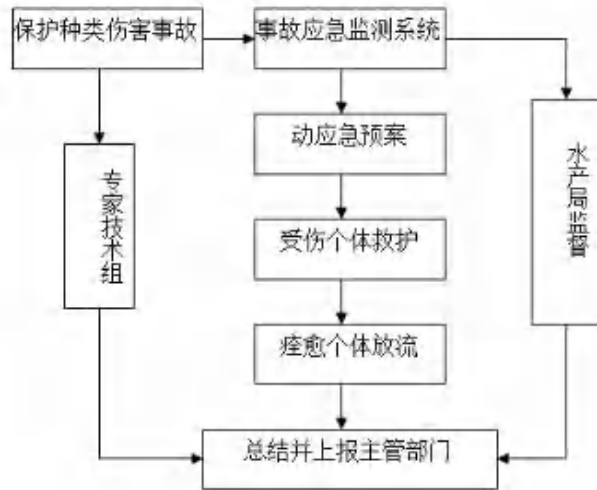 保护种类伤害事故
事故应急监测系统
动应急预案
专家技术组
水产局监督
受伤个体救护
痊愈个体放流
总结并上报主管部门